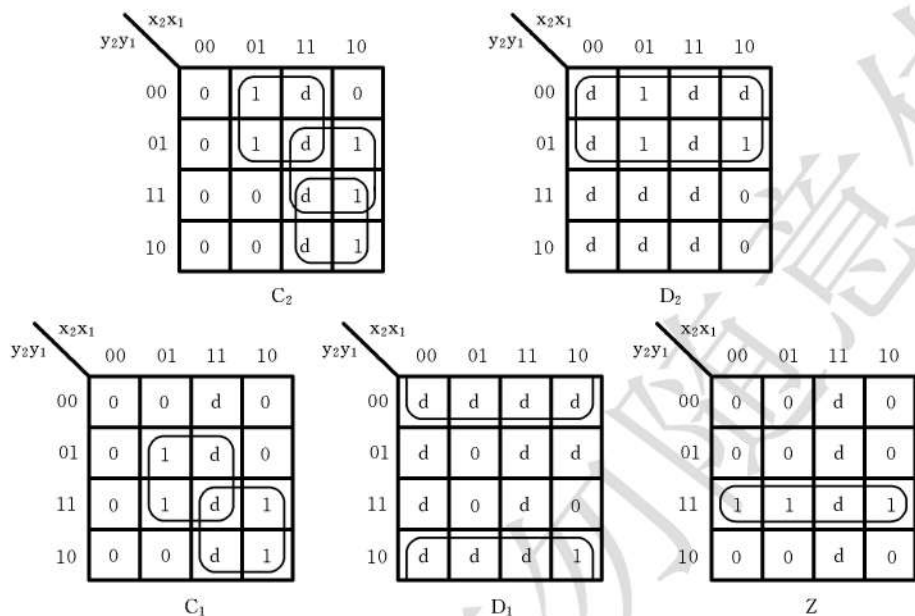 x₂x₁
y₂y₁ 00 01 11 10
00 0 1 d 0
01 0 1 d 1
11 0 0 d 1
10 0 0 d 1
C₂
x₂x₁
y₂y₁ 00 01 11 10
00 d 1 d d
01 d 1 d 1
11 d d d 0
10 d d d 0
D₂
x₂x₁
y₂y₁ 00 01 11 10
00 0 0 d 0
01 0 1 d 0
11 0 1 d 1
10 0 0 d 1
C₁
x₂x₁
y₂y₁ 00 01 11 10
00 d d d d
01 d 0 d d
11 d 0 d 0
10 d d d 1
D₁
x₂x₁
y₂y₁ 00 01 11 10
00 0 0 d 0
01 0 0 d 0
11 1 1 d 1
10 0 0 d 0
Z
勿随意